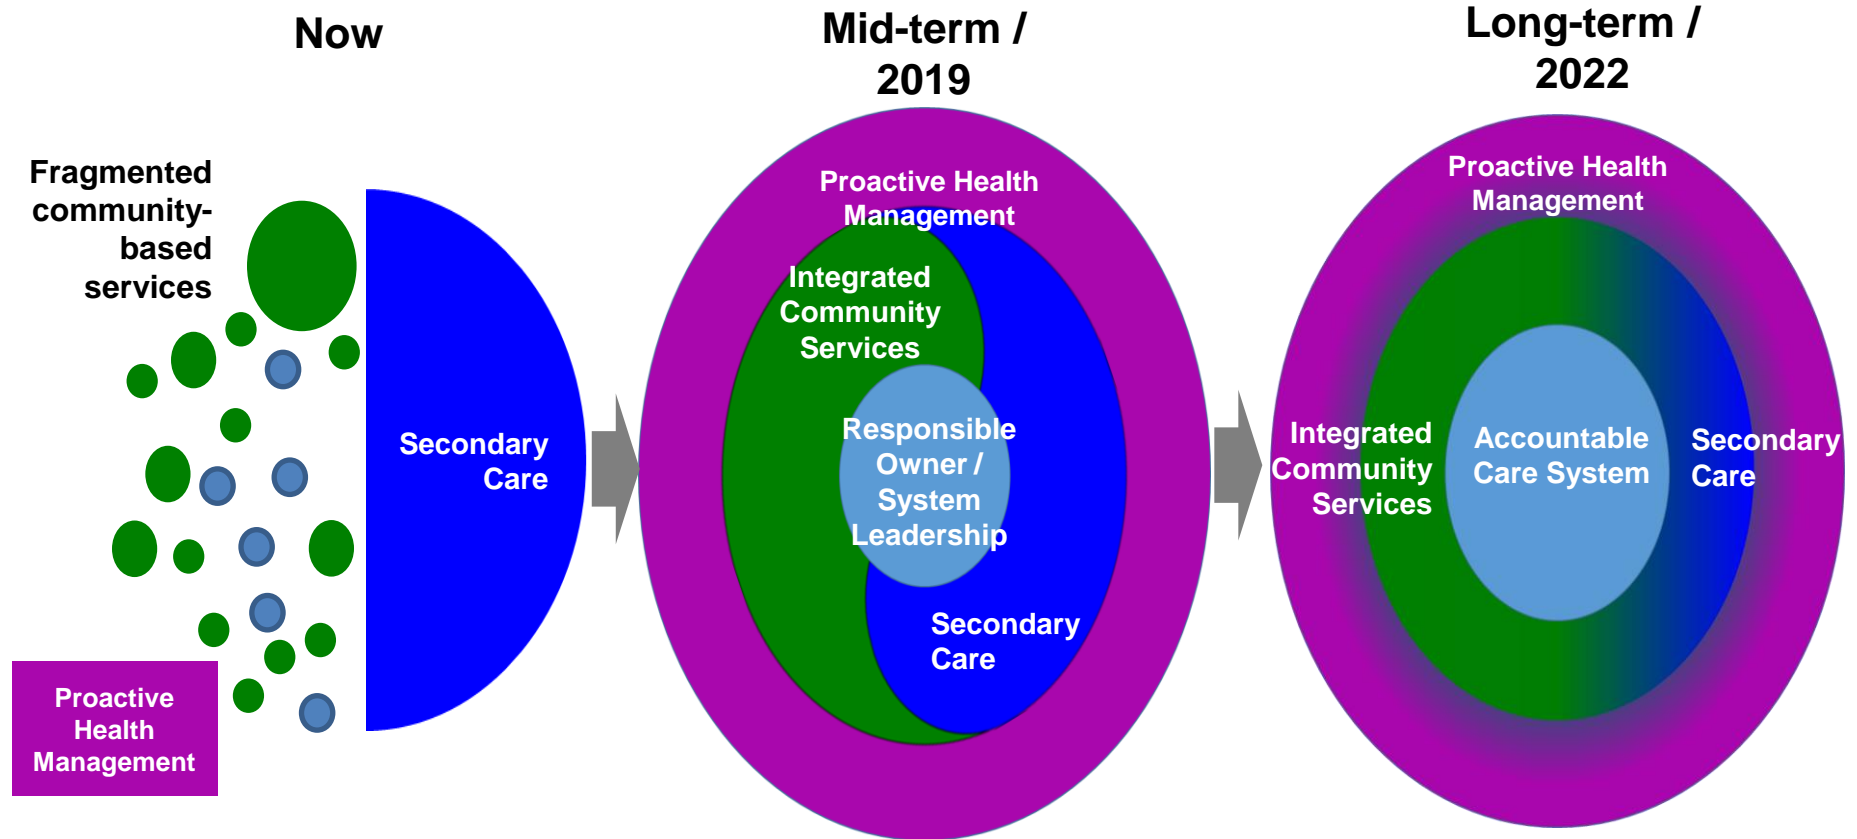 Now
Fragmented
community-
based
services
Secondary
Care
Proactive
Health
Management
Mid-term /
2019
Proactive Health
Management
Integrated
Community
Services
Responsible
Owner /
System
Leadership
Secondary
Care
Long-term /
2022
Proactive Health
Management
Integrated
Community
Services
Accountable
Care System
Secondary
Care